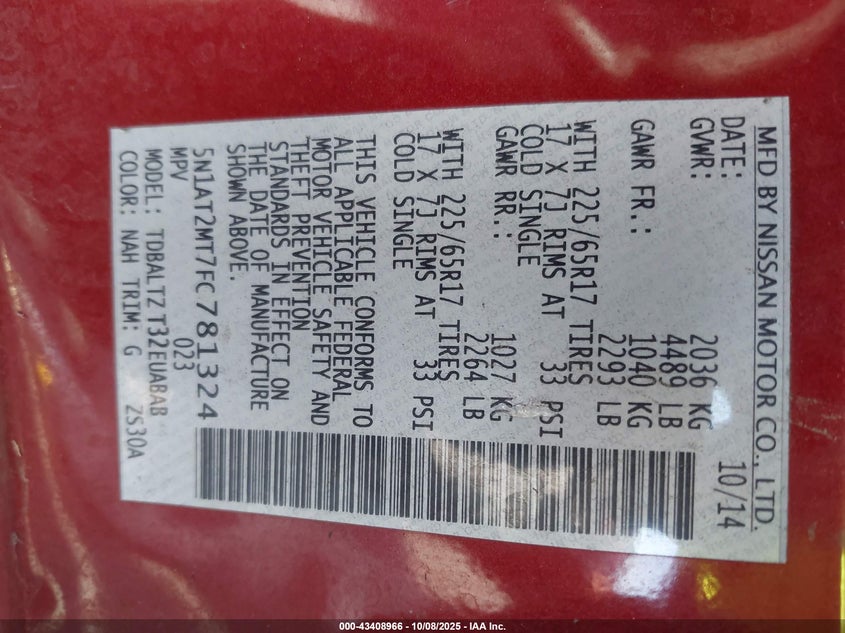 MFD BY NISSAN MOTOR CO., LTD.
DATE: 10/14
GVWR: 2036 KG
4489 LB
GAWR FR.: 1040 KG
2293 LB
WITH 225/65R17 TIRES
17 X 7J RIMS AT 33 PSI
COLD SINGLE
GAWR RR.: 1027 KG
2264 LB
WITH 225/65R17 TIRES
17 X 7J RIMS AT 33 PSI
COLD SINGLE
THIS VEHICLE CONFORMS TO
ALL APPLICABLE FEDERAL
MOTOR VEHICLE SAFETY AND
THEFT PREVENTION
STANDARDS IN EFFECT ON
THE DATE OF MANUFACTURE
SHOWN ABOVE.
5N1AT2MT7FC781324
MPV 023
MODEL: TDBALTZ T32EUABAB
COLOR: NAH TRIM: G ZS30A
000-43408966 - 10/08/2025 - IAA Inc.